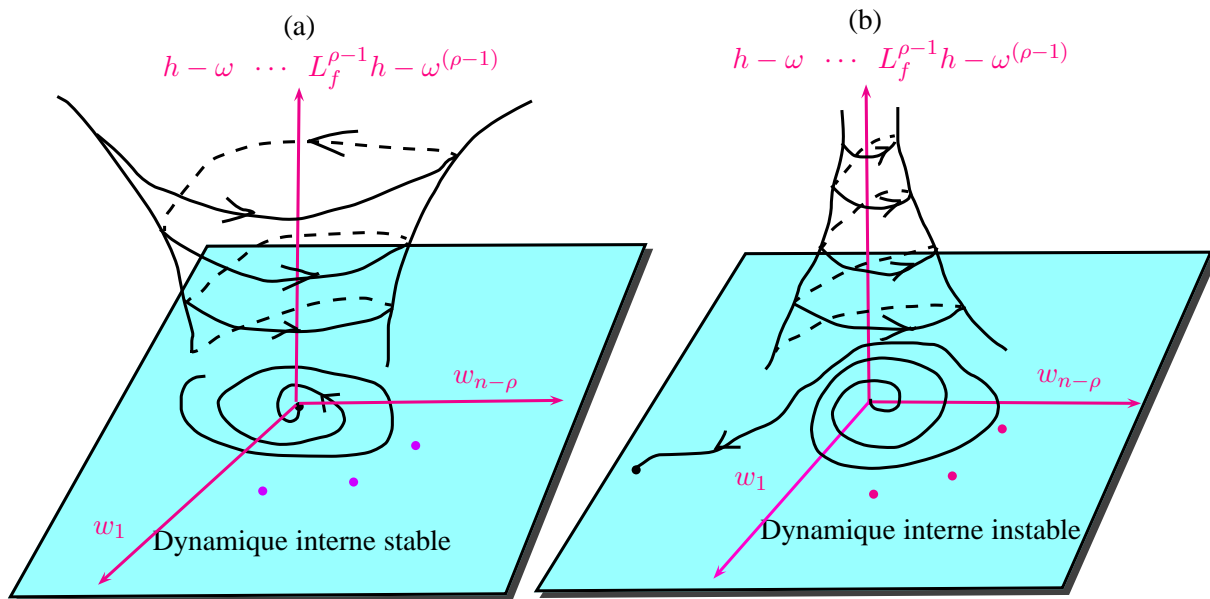 (a)
h − ω ⋯ L_f^{ρ−1}h − ω^{(ρ−1)}
w_{n−ρ}
w_1
Dynamique interne stable
(b)
h − ω ⋯ L_f^{ρ−1}h − ω^{(ρ−1)}
w_{n−ρ}
w_1
Dynamique interne instable